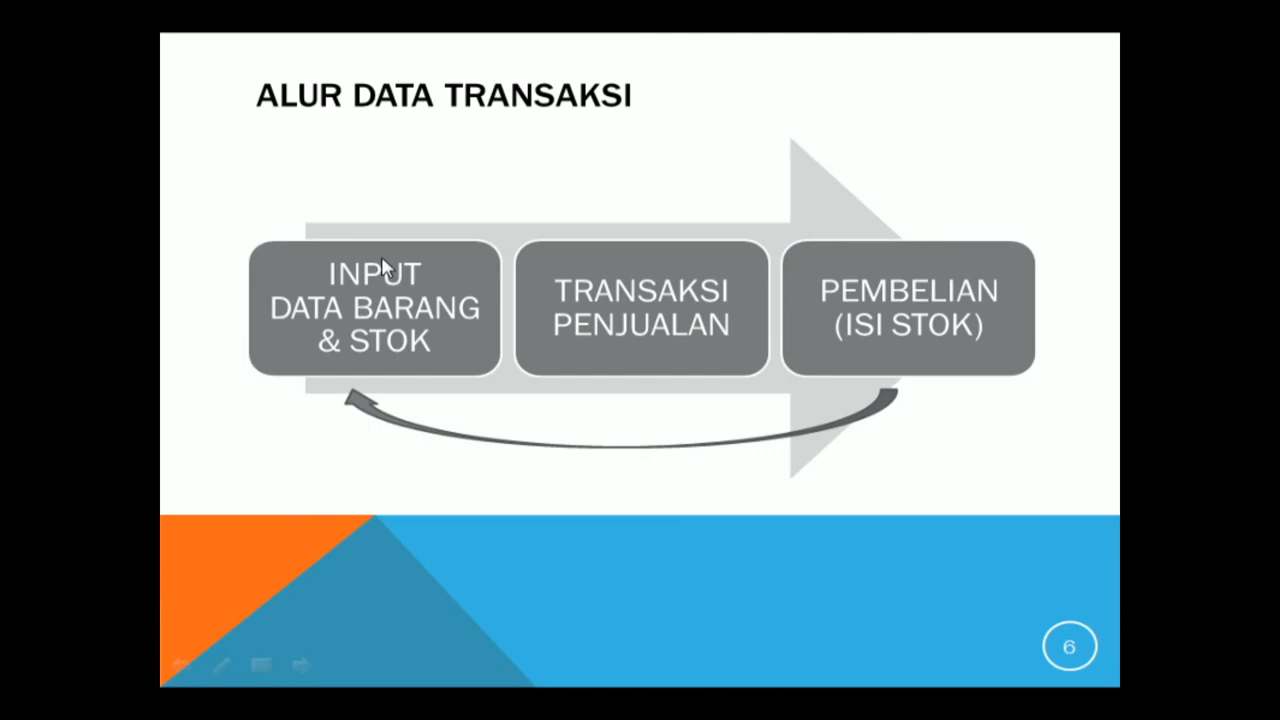 ALUR DATA TRANSAKSI
INPUT
DATA BARANG
& STOK
TRANSAKSI
PENJUALAN
PEMBELIAN
(ISI STOK)
6